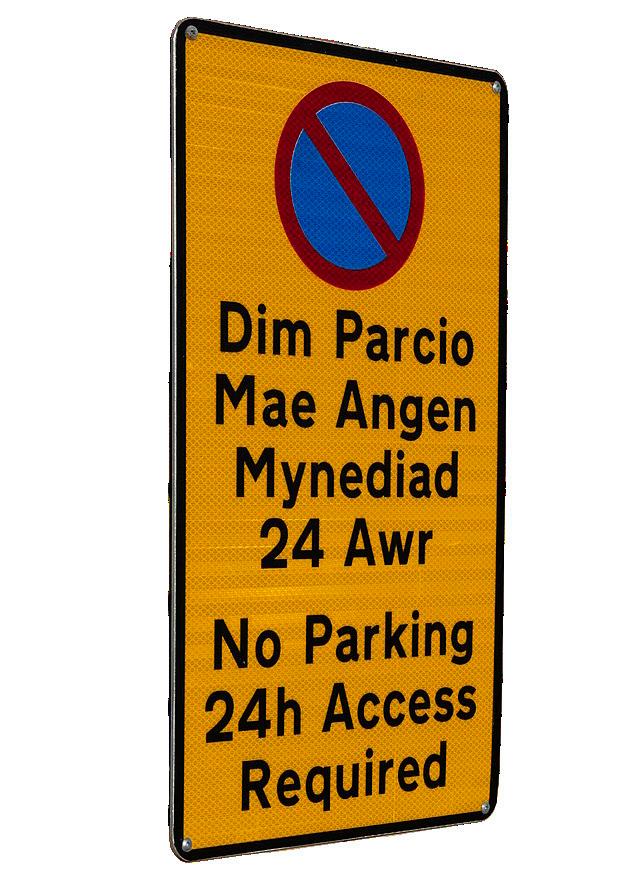 Dim Parcio
Mae Angen
Mynediad
24 Awr
No Parking
24h Access
Required